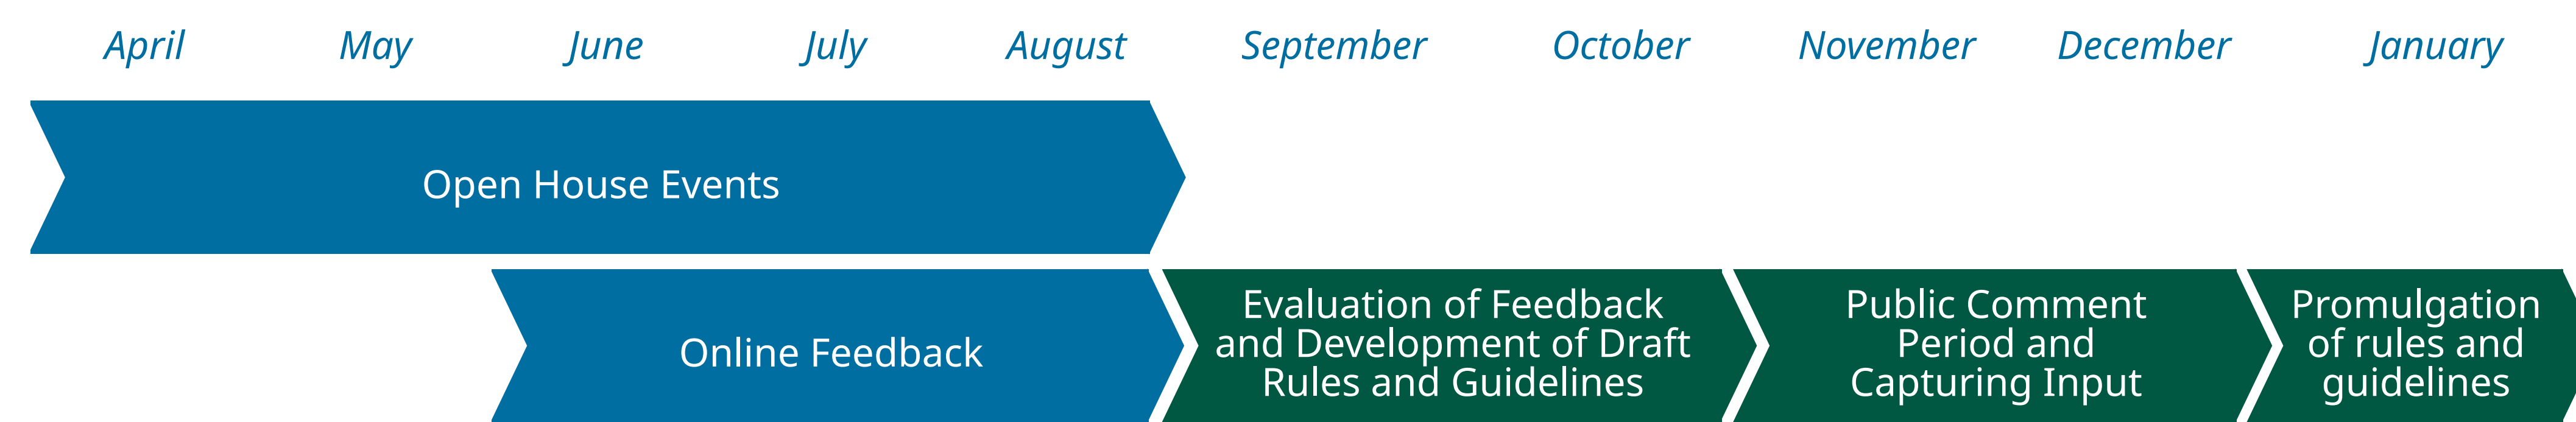 April May June July August September October November December January
Open House Events
Online Feedback
Evaluation of Feedback
and Development of Draft
Rules and Guidelines
Public Comment
Period and
Capturing Input
Promulgation
of rules and
guidelines